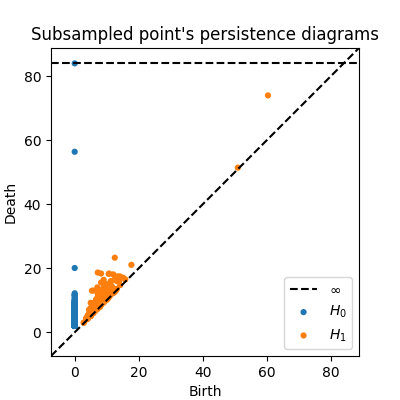 Subsampled point's persistence diagrams
Death
80
60
40
20
0
0 20 40 60 80
Birth
∞
H₀
H₁